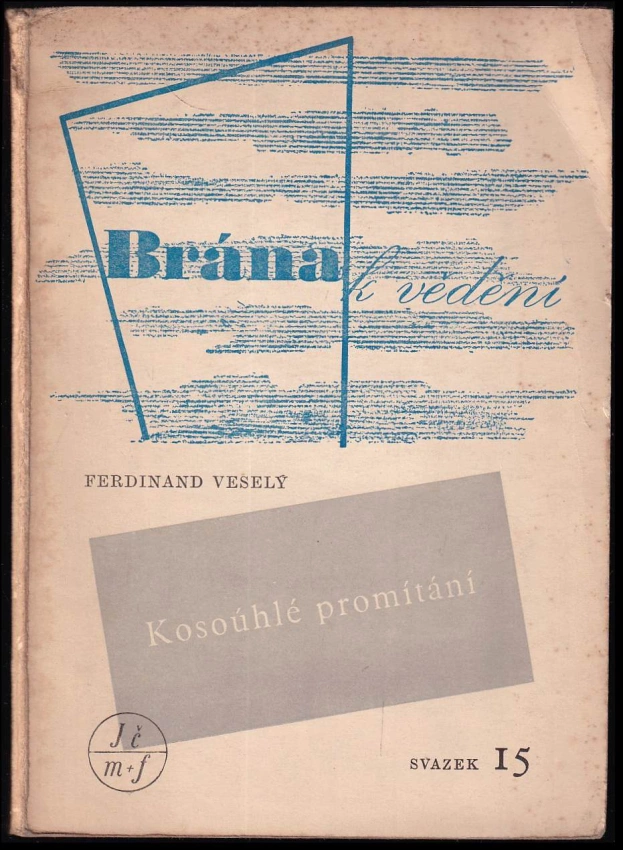 Brána k vědění
FERDINAND VESELÝ
Kosoúhlé promítání
Jč
m+f
SVAZEK 15